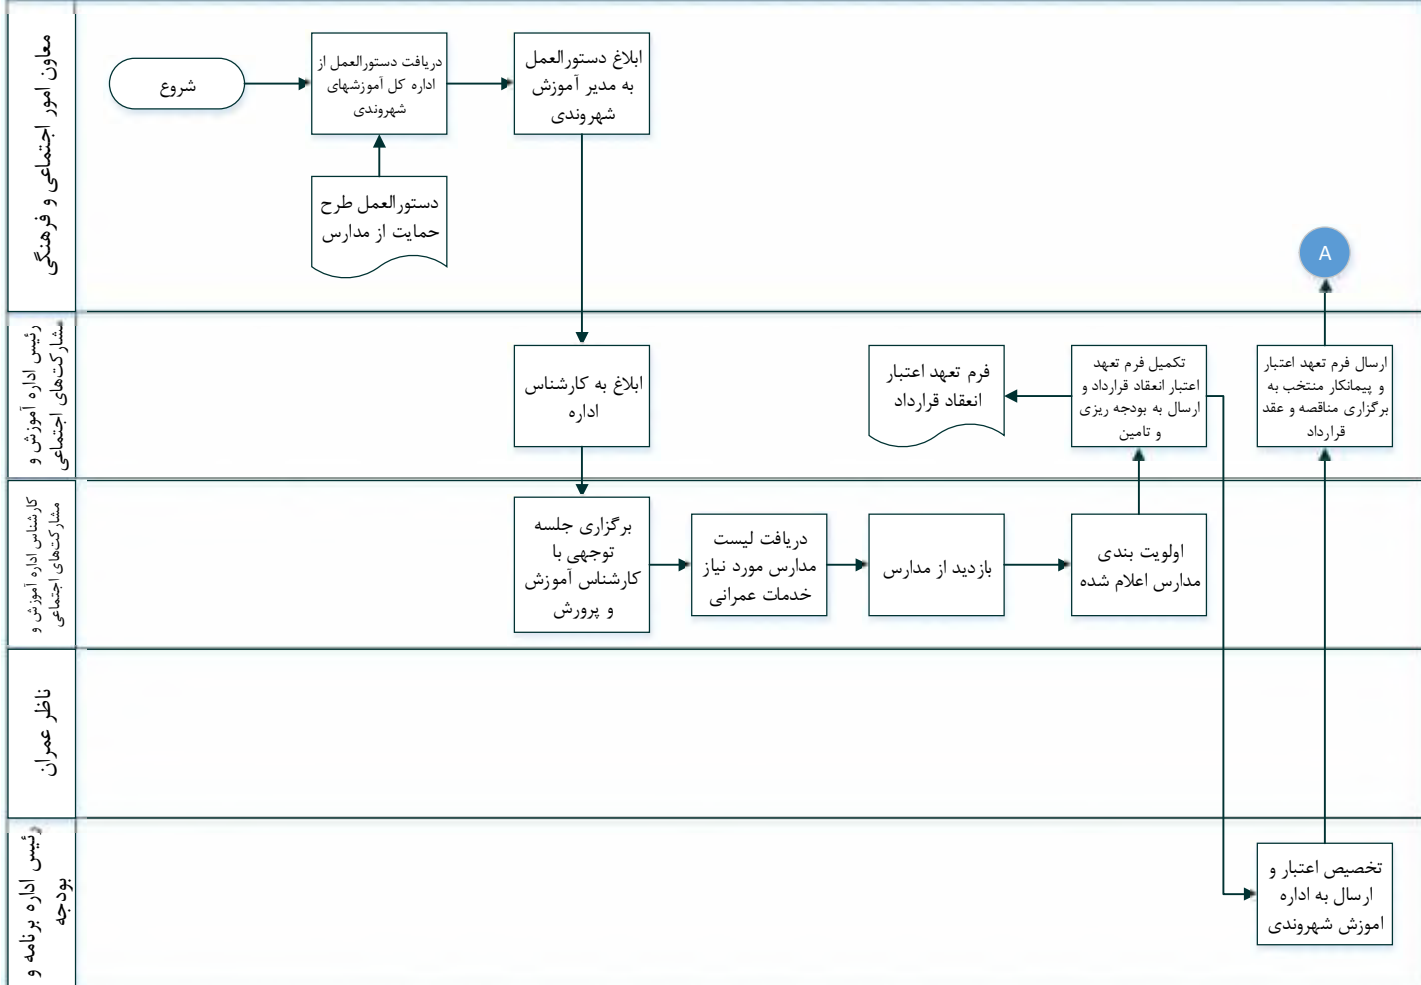 معاون امور اجتماعی و فرهنگی
شروع
دریافت دستورالعمل از
اداره کل آموزشهای
شهروندی
ابلاغ دستورالعمل
به مدیر آموزش
شهروندی
دستورالعمل طرح
حمایت از مدارس
A
رئیس اداره آموزش و
مشارکت‌های اجتماعی
ابلاغ به کارشناس
اداره
فرم تعهد اعتبار
انعقاد قرارداد
تکمیل فرم تعهد
اعتبار انعقاد قرارداد و
ارسال به بودجه ریزی
و تامین
ارسال فرم تعهد اعتبار
و پیمانکار منتخب به
برگزاری مناقصه و عقد
قرارداد
کارشناس اداره آموزش و
مشارکت‌های اجتماعی
برگزاری جلسه
توجهی با
کارشناس آموزش
و پرورش
دریافت لیست
مدارس مورد نیاز
خدمات عمرانی
بازدید از مدارس
اولویت بندی
مدارس اعلام شده
ناظر عمران
رئیس اداره برنامه و
بودجه
تخصیص اعتبار و
ارسال به اداره
اموزش شهروندی